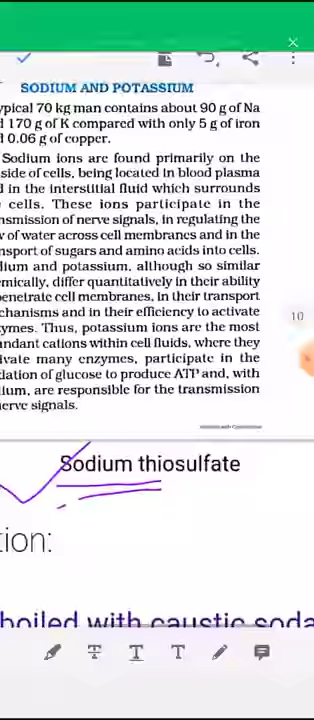 SODIUM AND POTASSIUM
ypical 70 kg man contains about 90 g of Na
d 170 g of K compared with only 5 g of iron
d 0.06 g of copper.
Sodium ions are found primarily on the
side of cells, being located in blood plasma
d in the interstitial fluid which surrounds
cells. These ions participate in the
nsmission of nerve signals, in regulating the
w of water across cell membranes and in the
nsport of sugars and amino acids into cells.
dium and potassium, although so similar
emically, differ quantitatively in their ability
penetrate cell membranes, in their transport
chanisms and in their efficiency to activate
zymes. Thus, potassium ions are the most
undant cations within cell fluids, where they
ivate many enzymes, participate in the
dation of glucose to produce ATP and, with
lium, are responsible for the transmission
nerve signals.
10
Sodium thiosulfate
tion:
boiled with caustic soda